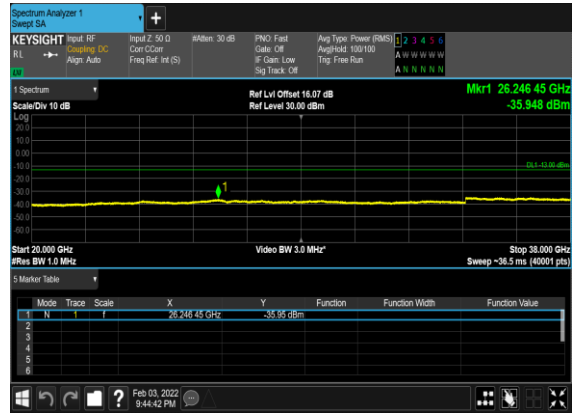 Spectrum Analyzer 1
Swept SA
+
KEYSIGHT Input: RF Input Z: 50 Ω #Atten: 30 dB PNO: Fast Avg Type: Power (RMS) 1 2 3 4 5 6
RL Coupling: DC Corr CCorr Gate: Off Avg|Hold: 100/100 A W W W W W
Align: Auto Freq Ref: Int (S) IF Gain: Low Trig: Free Run
Sig Track: Off A N N N N N
1 Spectrum Ref Lvl Offset 16.07 dB Mkr1 26.246 45 GHz
Scale/Div 10 dB Ref Level 30.00 dBm -35.948 dBm
Log
20.0
10.0
0.00
-10.0
DL1 -13.00 dBm
-20.0
-30.0
1
-40.0
-50.0
-60.0
Start 20.000 GHz Video BW 3.0 MHz* Stop 38.000 GHz
#Res BW 1.0 MHz Sweep ~36.5 ms (40001 pts)
5 Marker Table
Mode Trace Scale X Y Function Function Width Function Value
1 N 1 f 26.246 45 GHz -35.95 dBm
2
3
4
5
6
? Feb 03, 2022
9:44:42 PM